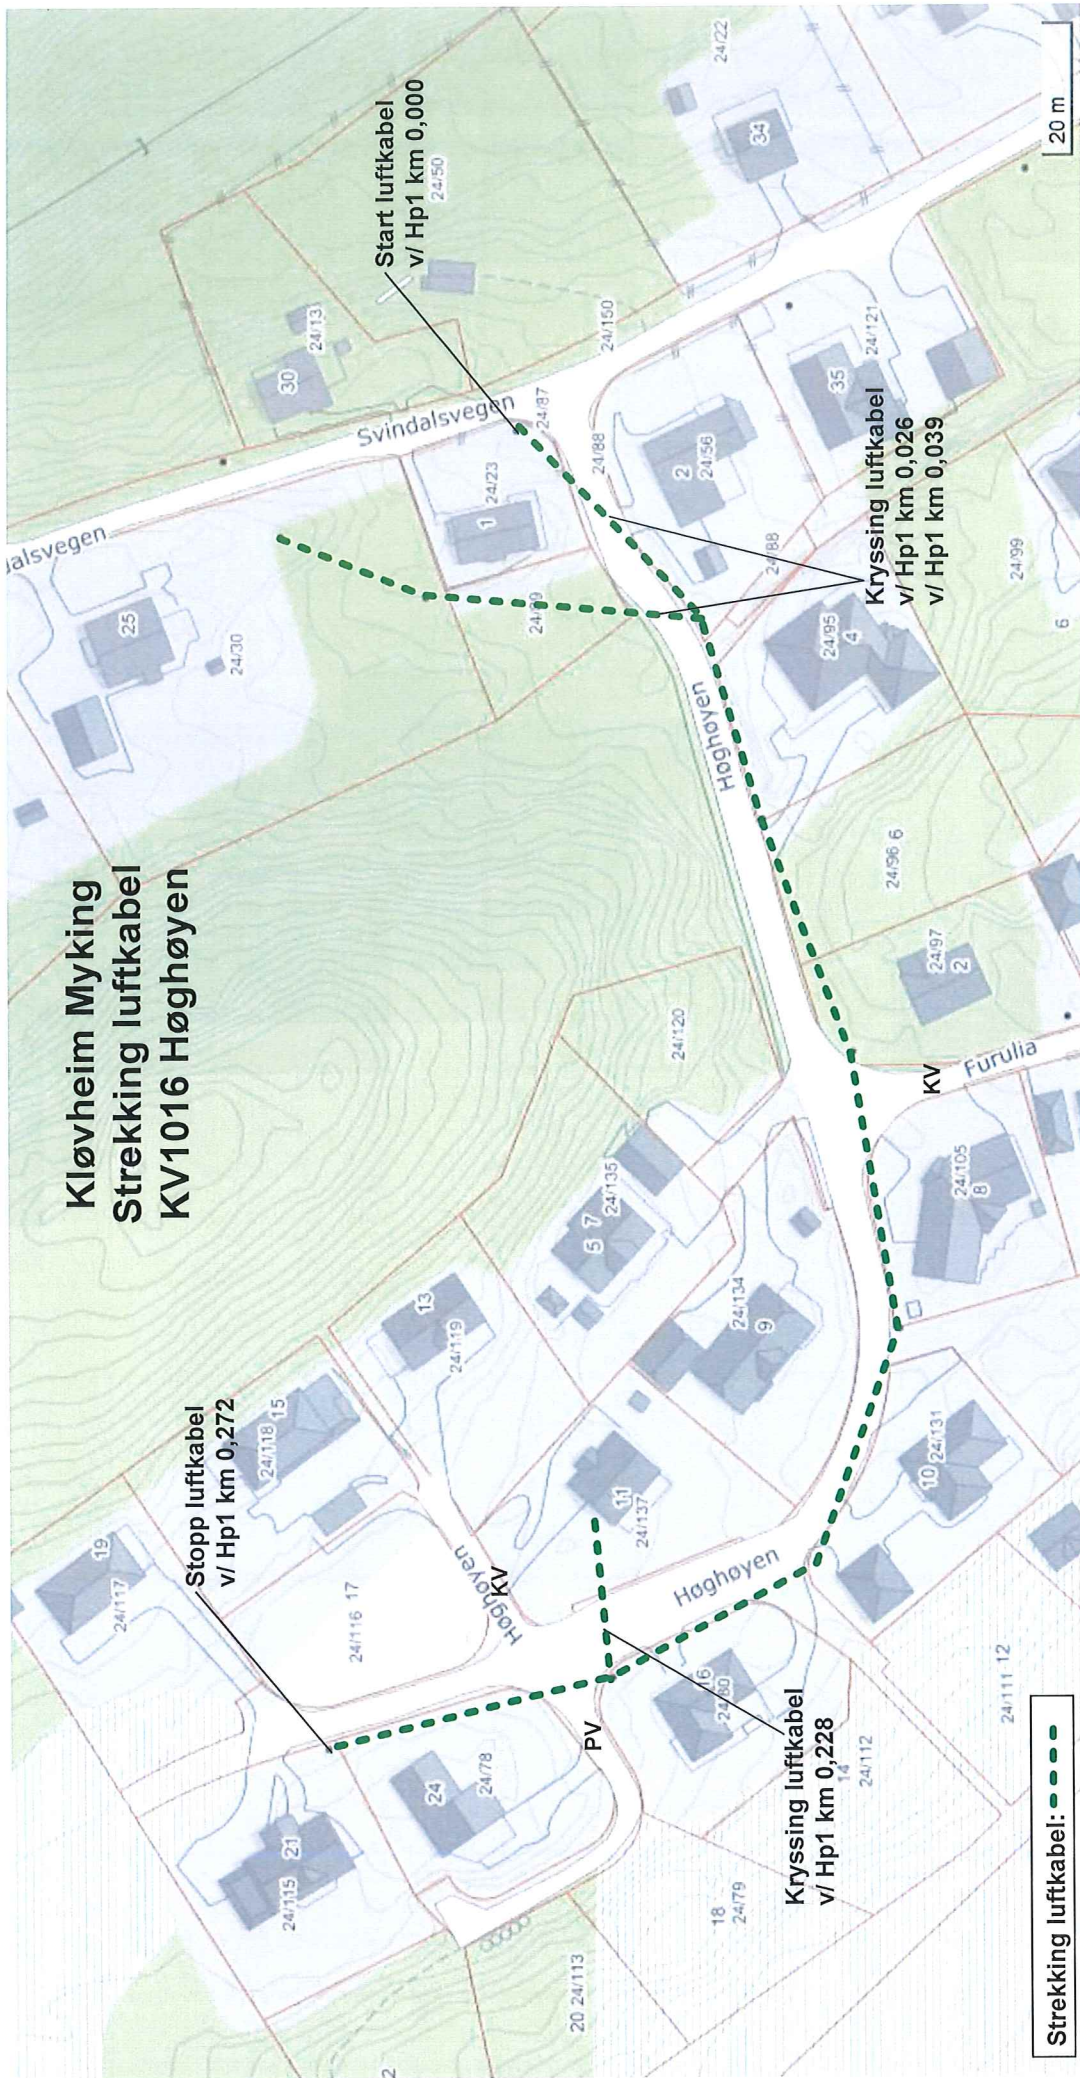 Kløvheim Myking
Strekking luftkabel
KV1016 Høghøyen
Stopp luftkabel
v/ Hp1 km 0,272
Start luftkabel
v/ Hp1 km 0,000
Kryssing luftkabel
v/ Hp1 km 0,026
v/ Hp1 km 0,039
Kryssing luftkabel
v/ Hp1 km 0,228
Strekking luftkabel:
20 m
alsvegen
Svindalsvegen
Høghøyen
Høghøyen
Høghøyen
Furulia
KV
KV
PV
19
24/117
24/118
15
24/116 17
21
24/115
24
24/78
20 24/113
2
18
24/79
14
24/112
24/111 12
16
24/80
11
24/137
13
24/119
5 7
24/135
24/134
9
10
24/131
24/105
8
24/120
24/97
2
24/96 6
24/95
4
24/99
6
24/88
24/88
24/87
24/29
25
24/30
1
24/23
30
24/13
24/50
24/150
2
24/56
35
24/121
34
24/22